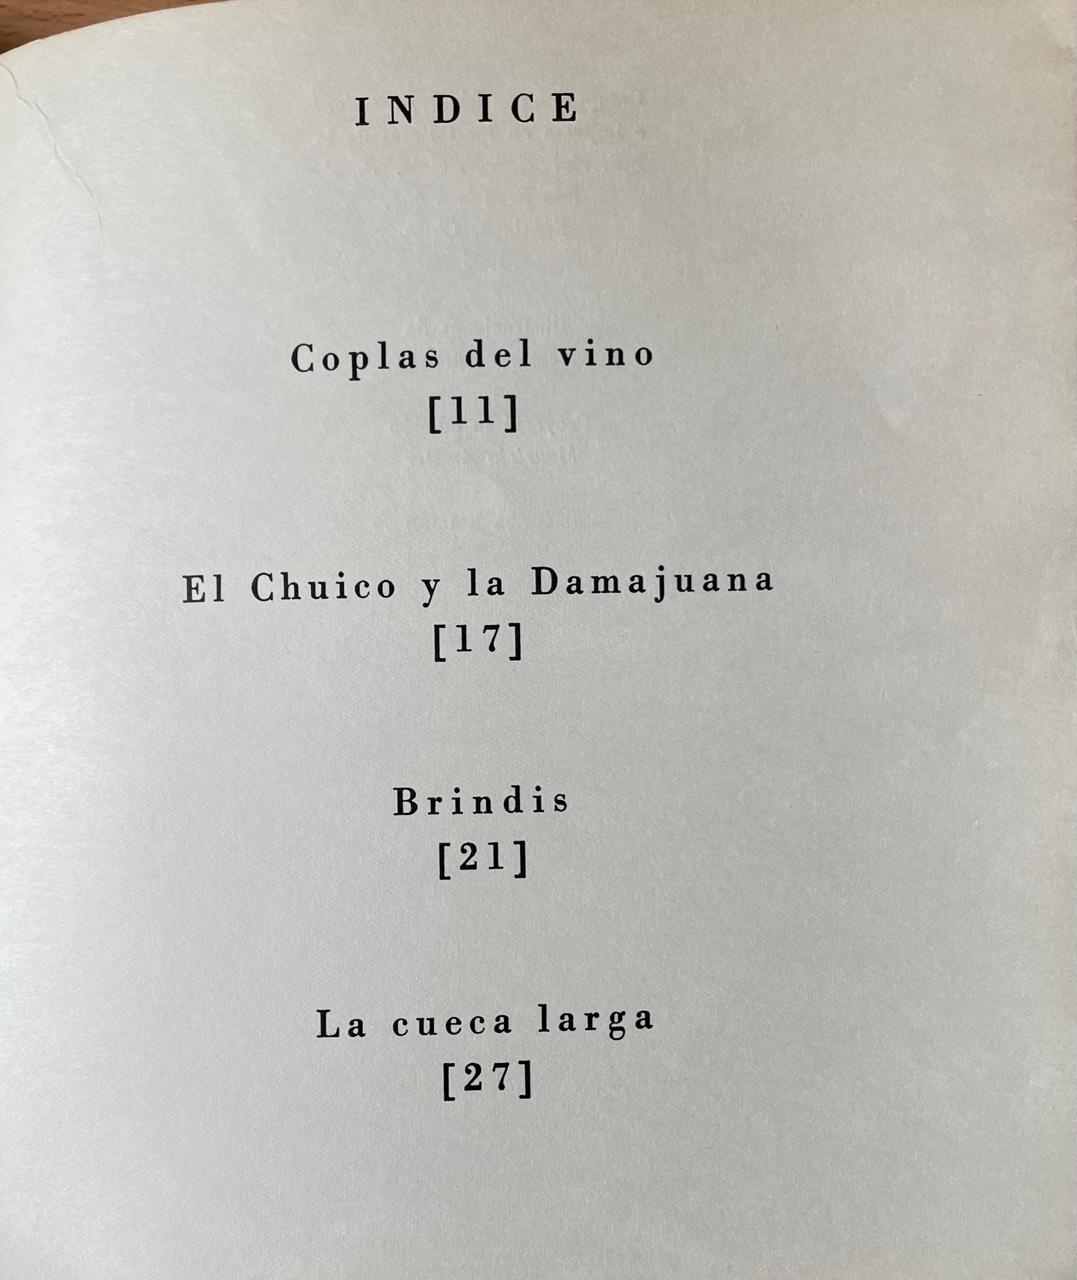 INDICE
Coplas del vino
[11]
El Chuico y la Damajuana
[17]
Brindis
[21]
La cueca larga
[27]